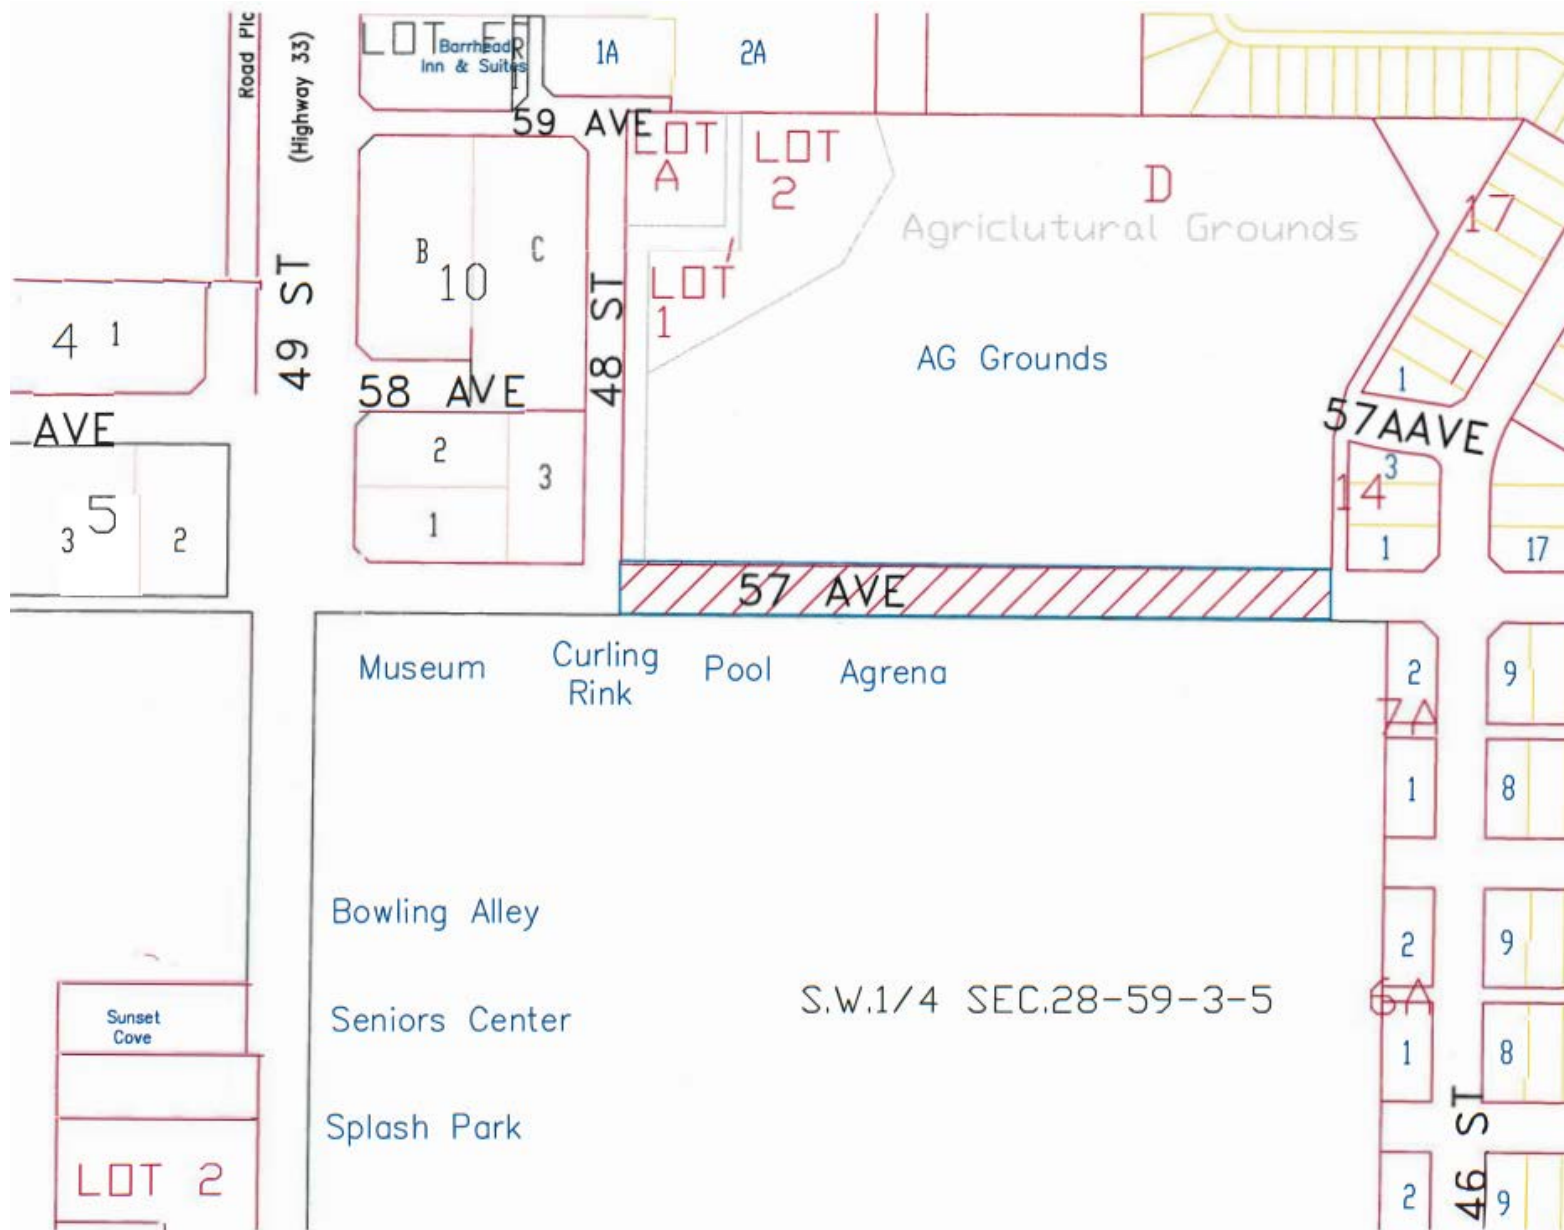 Road Plc
(Highway 33)
LOT ER
1
Barrhead
Inn & Suites
1A
2A
59 AVE
LOT
A
LOT
2
D
Agriclutural Grounds
17
B
C
10
49 ST
48 ST
LOT
1
4 1
AG Grounds
58 AVE
1
57AAVE
AVE
2
3
1
3
14
1
17
5
3
2
57 AVE
Museum
Curling
Rink
Pool
Agrena
2
9
7A
1
8
Bowling Alley
2
9
S.W.1/4 SEC.28-59-3-5
6A
Sunset
Cove
Seniors Center
1
8
Splash Park
46 ST
LOT 2
2
9